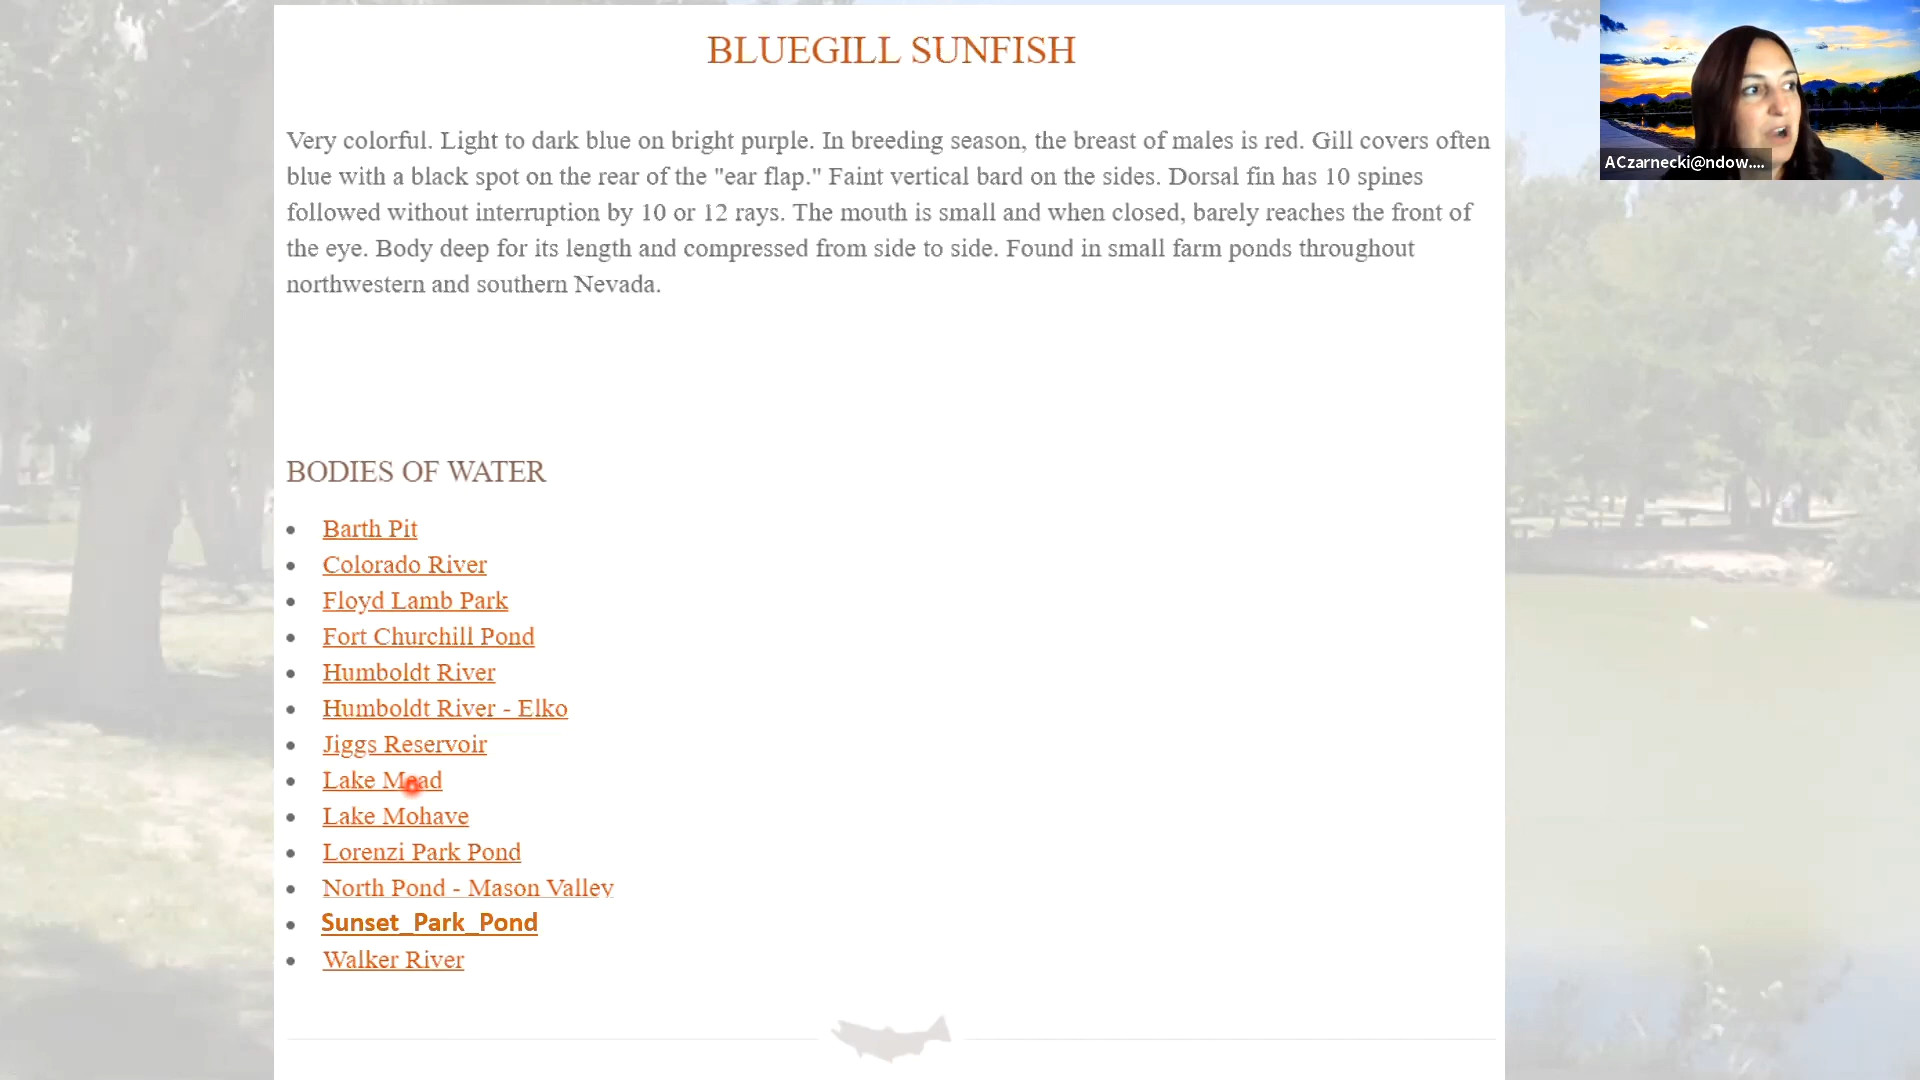 BLUEGILL SUNFISH
Very colorful. Light to dark blue on bright purple. In breeding season, the breast of males is red. Gill covers often
blue with a black spot on the rear of the "ear flap." Faint vertical bard on the sides. Dorsal fin has 10 spines
followed without interruption by 10 or 12 rays. The mouth is small and when closed, barely reaches the front of
the eye. Body deep for its length and compressed from side to side. Found in small farm ponds throughout
northwestern and southern Nevada.
BODIES OF WATER
Barth Pit
Colorado River
Floyd Lamb Park
Fort Churchill Pond
Humboldt River
Humboldt River - Elko
Jiggs Reservoir
Lake Mead
Lake Mohave
Lorenzi Park Pond
North Pond - Mason Valley
Sunset_Park_Pond
Walker River
ACzarnecki@ndow....